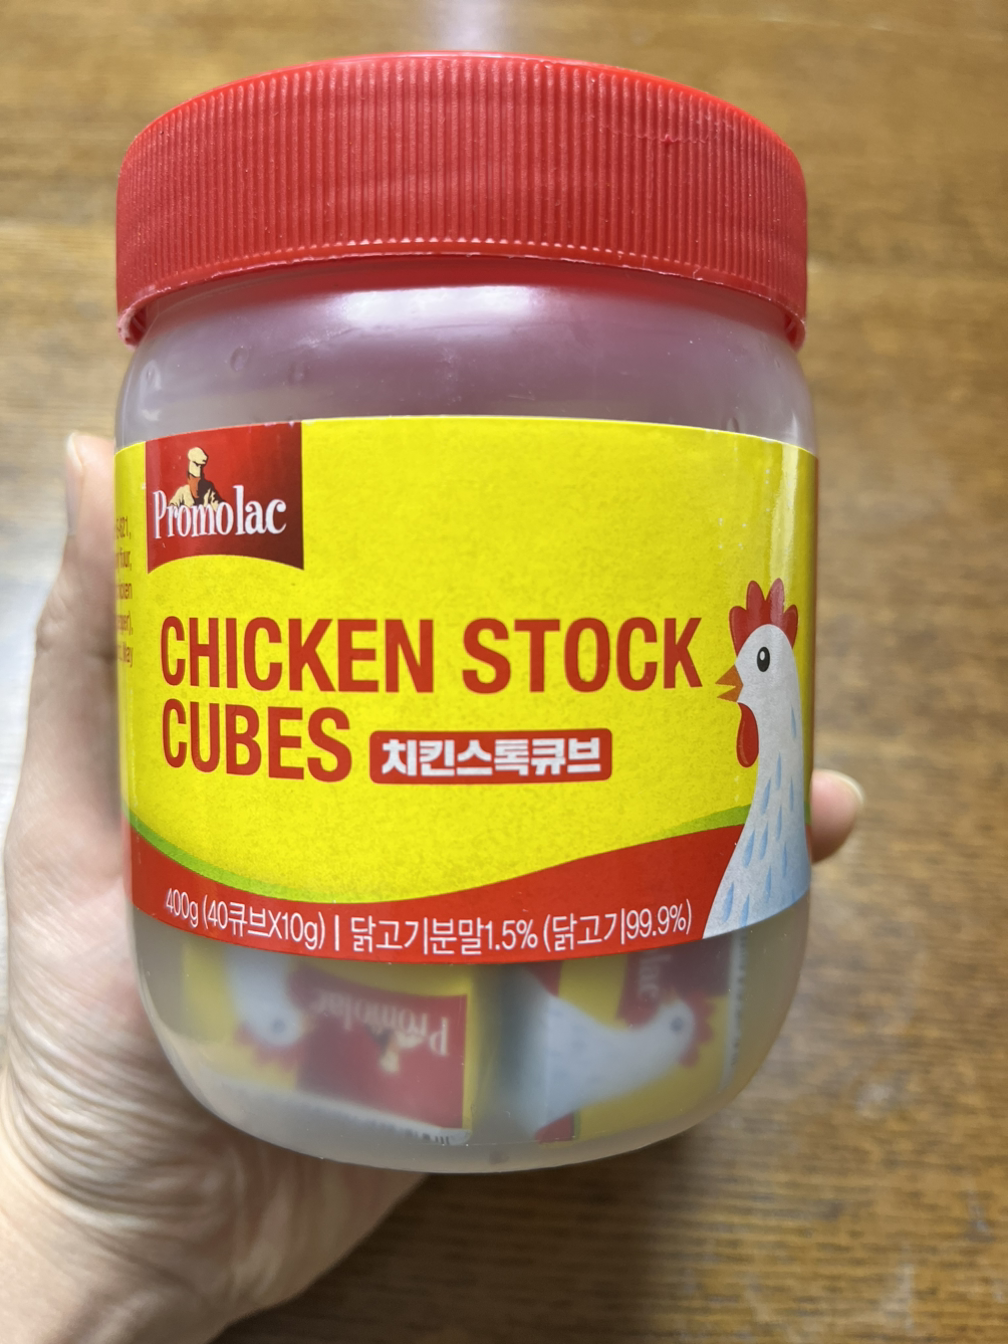 Promolac
CHICKEN STOCK
CUBES 치킨스톡큐브
400g (40큐브X10g) | 닭고기분말1.5% (닭고기99.9%)
Promolac